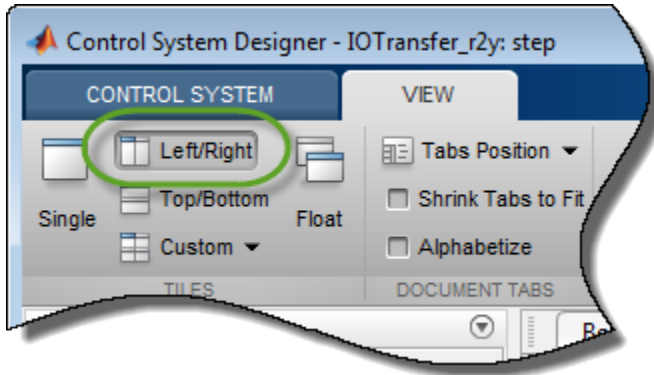 Control System Designer - IOTransfer_r2y: step
CONTROL SYSTEM VIEW
Left/Right Tabs Position
Single Top/Bottom Float Shrink Tabs to Fit
Custom Alphabetize
TILES DOCUMENT TABS